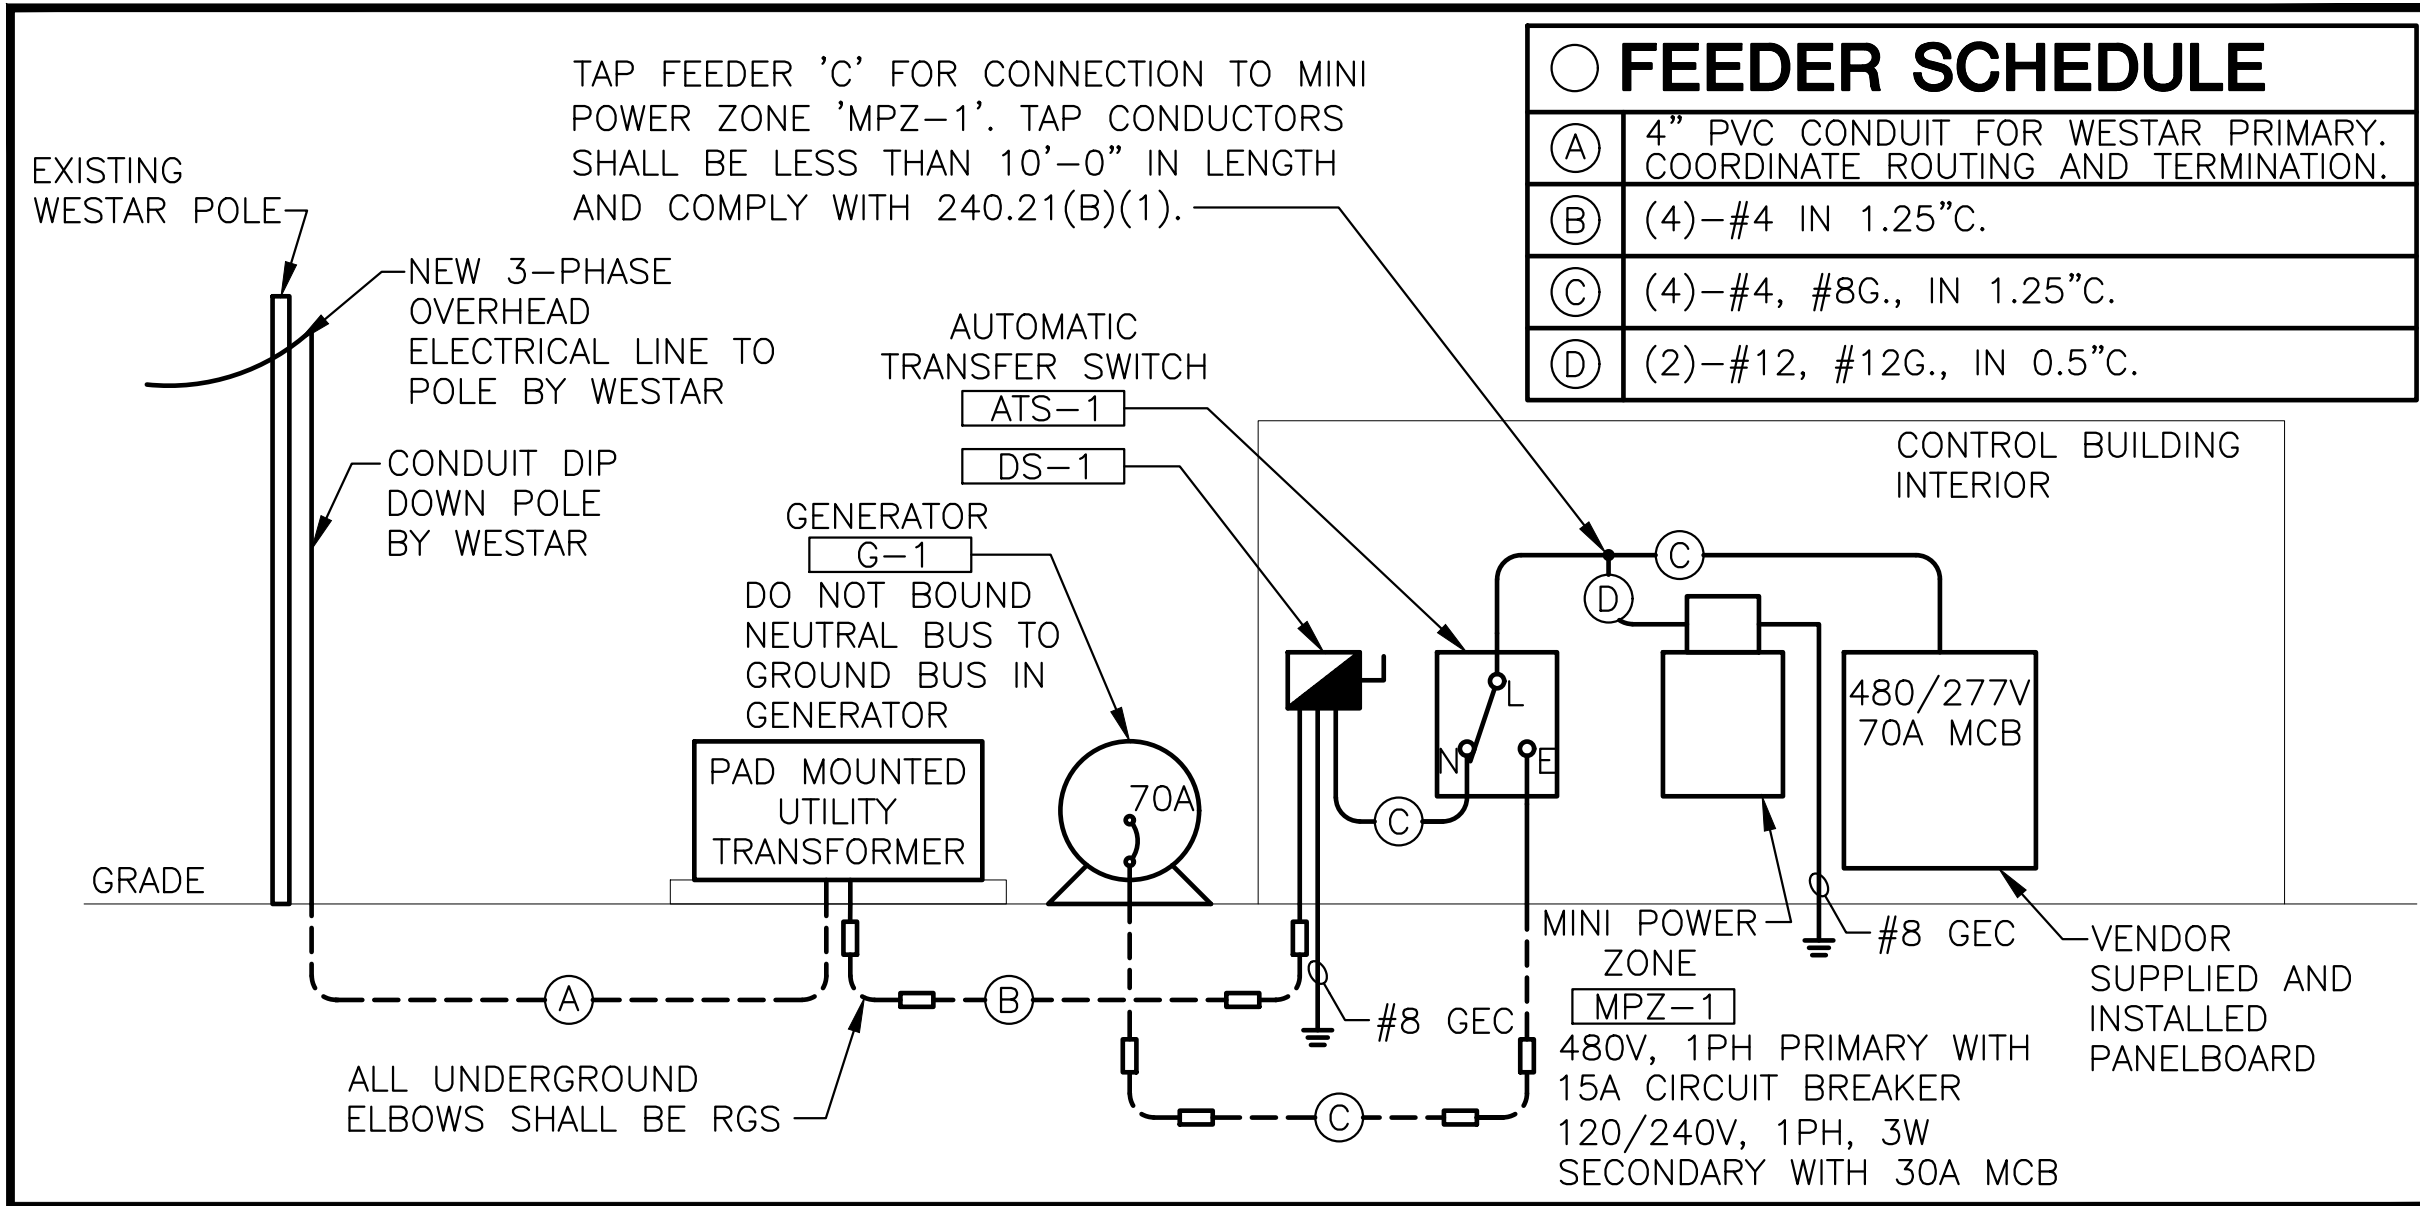 TAP FEEDER 'C' FOR CONNECTION TO MINI
POWER ZONE 'MPZ-1'. TAP CONDUCTORS
SHALL BE LESS THAN 10'-0" IN LENGTH
AND COMPLY WITH 240.21(B)(1).
FEEDER SCHEDULE
A 4" PVC CONDUIT FOR WESTAR PRIMARY.
COORDINATE ROUTING AND TERMINATION.
B (4)-#4 IN 1.25"C.
C (4)-#4, #8G., IN 1.25"C.
D (2)-#12, #12G., IN 0.5"C.
EXISTING
WESTAR POLE
NEW 3-PHASE
OVERHEAD
ELECTRICAL LINE TO
POLE BY WESTAR
CONDUIT DIP
DOWN POLE
BY WESTAR
AUTOMATIC
TRANSFER SWITCH
ATS-1
DS-1
GENERATOR
G-1
DO NOT BOUND
NEUTRAL BUS TO
GROUND BUS IN
GENERATOR
CONTROL BUILDING
INTERIOR
C
D
L
N
E
C
480/277V
70A MCB
PAD MOUNTED
UTILITY
TRANSFORMER
70A
GRADE
A
B
C
#8 GEC
ALL UNDERGROUND
ELBOWS SHALL BE RGS
MINI POWER
ZONE
MPZ-1
480V, 1PH PRIMARY WITH
15A CIRCUIT BREAKER
120/240V, 1PH, 3W
SECONDARY WITH 30A MCB
#8 GEC
VENDOR
SUPPLIED AND
INSTALLED
PANELBOARD